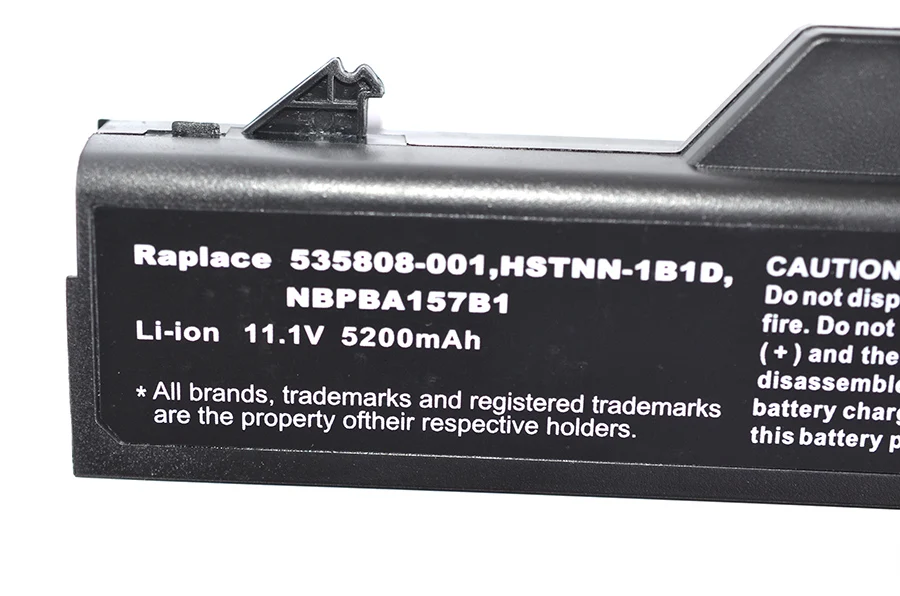 Raplace 535808-001,HSTNN-1B1D,
NBPBA157B1
Li-ion 11.1V 5200mAh
* All brands, trademarks and registered trademarks
are the property oftheir respective holders.
CAUTION
Do not disp
fire. Do not
(+) and the
disassemble
battery charg
this battery p